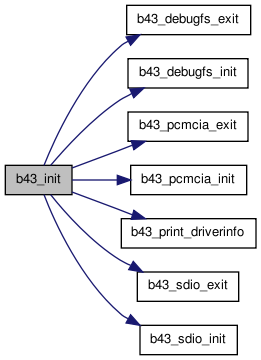 b43_debugfs_exit
b43_debugfs_init
b43_pcmcia_exit
b43_init
b43_pcmcia_init
b43_print_driverinfo
b43_sdio_exit
b43_sdio_init